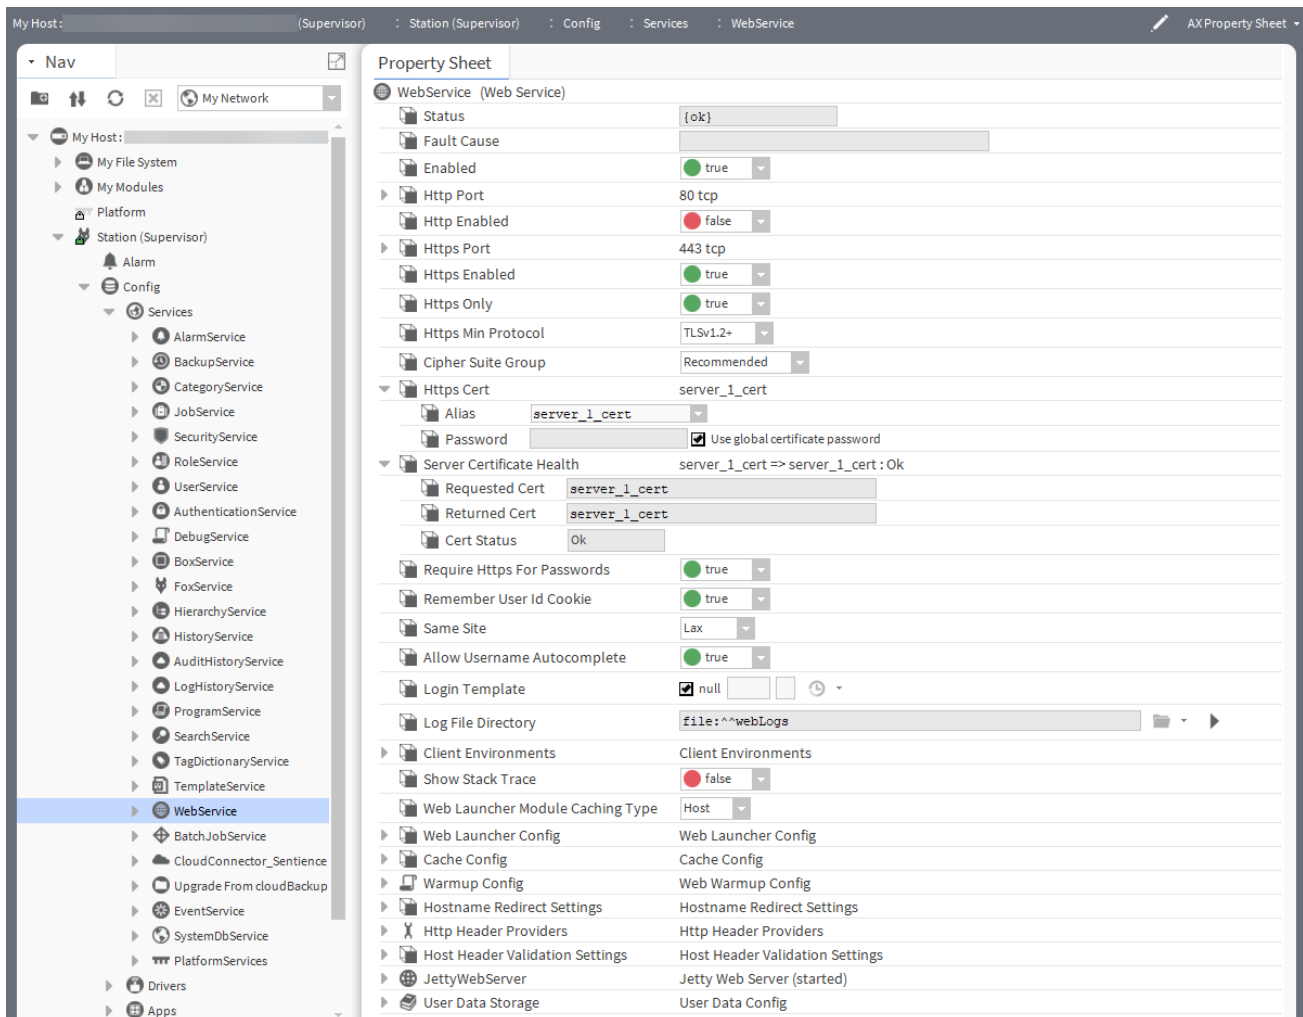 My Host : (Supervisor) : Station (Supervisor) : Config : Services : WebService AX Property Sheet
Nav
My Network
My Host :
My File System
My Modules
Platform
Station (Supervisor)
Alarm
Config
Services
AlarmService
BackupService
CategoryService
JobService
SecurityService
RoleService
UserService
AuthenticationService
DebugService
BoxService
FoxService
HierarchyService
HistoryService
AuditHistoryService
LogHistoryService
ProgramService
SearchService
TagDictionaryService
TemplateService
WebService
BatchJobService
CloudConnector_Sentience
Upgrade From cloudBackup
EventService
SystemDbService
PlatformServices
Drivers
Apps
Property Sheet
WebService (Web Service)
Status {ok}
Fault Cause
Enabled true
Http Port 80 tcp
Http Enabled false
Https Port 443 tcp
Https Enabled true
Https Only true
Https Min Protocol TLSv1.2+
Cipher Suite Group Recommended
Https Cert server_1_cert
Alias server_1_cert
Password Use global certificate password
Server Certificate Health server_1_cert => server_1_cert : Ok
Requested Cert server_1_cert
Returned Cert server_1_cert
Cert Status Ok
Require Https For Passwords true
Remember User Id Cookie true
Same Site Lax
Allow Username Autocomplete true
Login Template null
Log File Directory file:^^webLogs
Client Environments Client Environments
Show Stack Trace false
Web Launcher Module Caching Type Host
Web Launcher Config Web Launcher Config
Cache Config Cache Config
Warmup Config Web Warmup Config
Hostname Redirect Settings Hostname Redirect Settings
Http Header Providers Http Header Providers
Host Header Validation Settings Host Header Validation Settings
JettyWebServer Jetty Web Server (started)
User Data Storage User Data Config